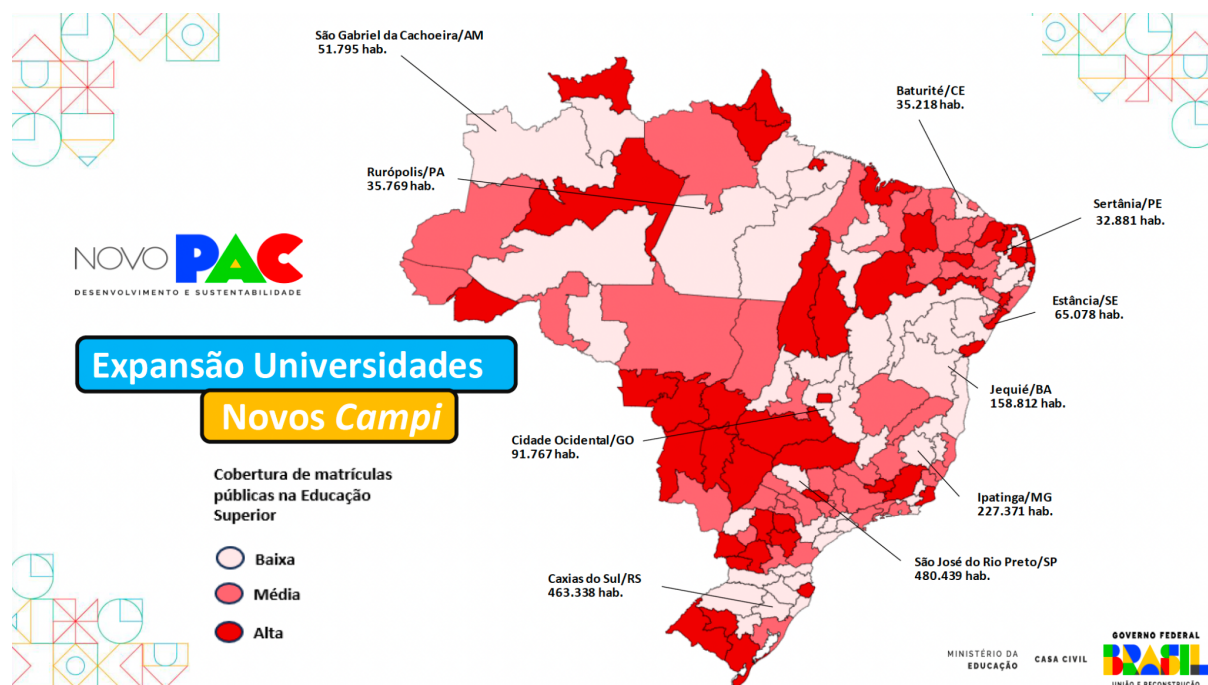 São Gabriel da Cachoeira/AM
51.795 hab.
Baturité/CE
35.218 hab.
Rurópolis/PA
35.769 hab.
Sertânia/PE
32.881 hab.
NOVO PAC
DESENVOLVIMENTO E SUSTENTABILIDADE
Estância/SE
65.078 hab.
Expansão Universidades
Novos Campi
Jequié/BA
158.812 hab.
Cidade Ocidental/GO
91.767 hab.
Cobertura de matrículas
públicas na Educação
Superior
Baixa
Média
Alta
Ipatinga/MG
227.371 hab.
São José do Rio Preto/SP
480.439 hab.
Caxias do Sul/RS
463.338 hab.
MINISTÉRIO DA
EDUCAÇÃO
CASA CIVIL
GOVERNO FEDERAL
BRASIL
UNIÃO E RECONSTRUÇÃO